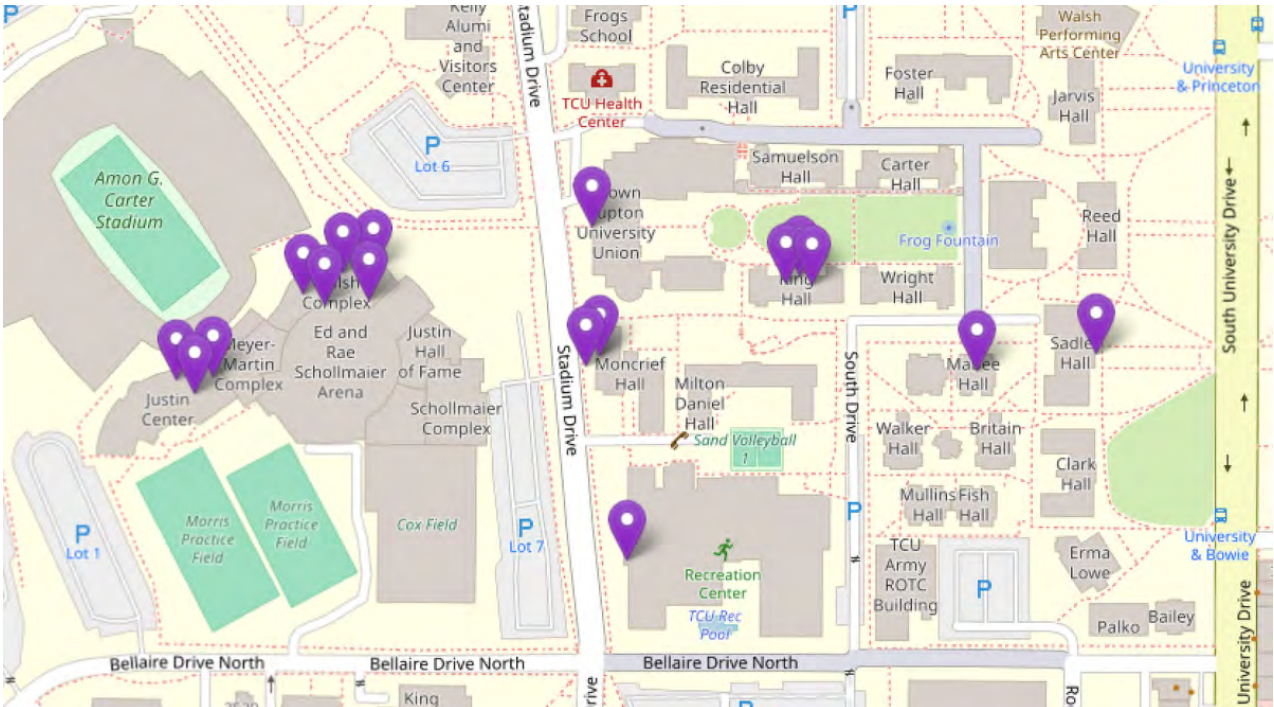 P
Kelly
Alumi
and
Visitors
Center
Stadium Drive
Frogs
School
TCU Health
Center
Colby
Residential
Hall
P
Foster
Hall
Walsh
Performing
Arts Center
Jarvis
Hall
University
& Princeton
P
Lot 6
Amon G.
Carter
Stadium
Samuelson
Hall
Carter
Hall
University
Union
Frog Fountain
Reed
Hall
South University Drive
King
Hall
Wright
Hall
Complex
Ed and
Rae
Schollmaier
Arena
Justin
Hall
of Fame
Meyer-
Martin
Complex
Justin
Center
Schollmaier
Complex
Stadium Drive
Moncrief
Hall
Milton
Daniel
Hall
South Drive
Hall
Sadler
Hall
Walker
Hall
Britain
Hall
Sand Volleyball
1
Clark
Hall
Mullins
Hall
Fish
Hall
P
Lot 1
Morris
Practice
Field
Morris
Practice
Field
Cox Field
P
Lot 7
P
Recreation
Center
TCU Rec
Pool
TCU
Army
ROTC
Building
P
Erma
Lowe
University
& Bowie
Palko
Bailey
University Drive
Bellaire Drive North
Bellaire Drive North
Bellaire Drive North
King
P